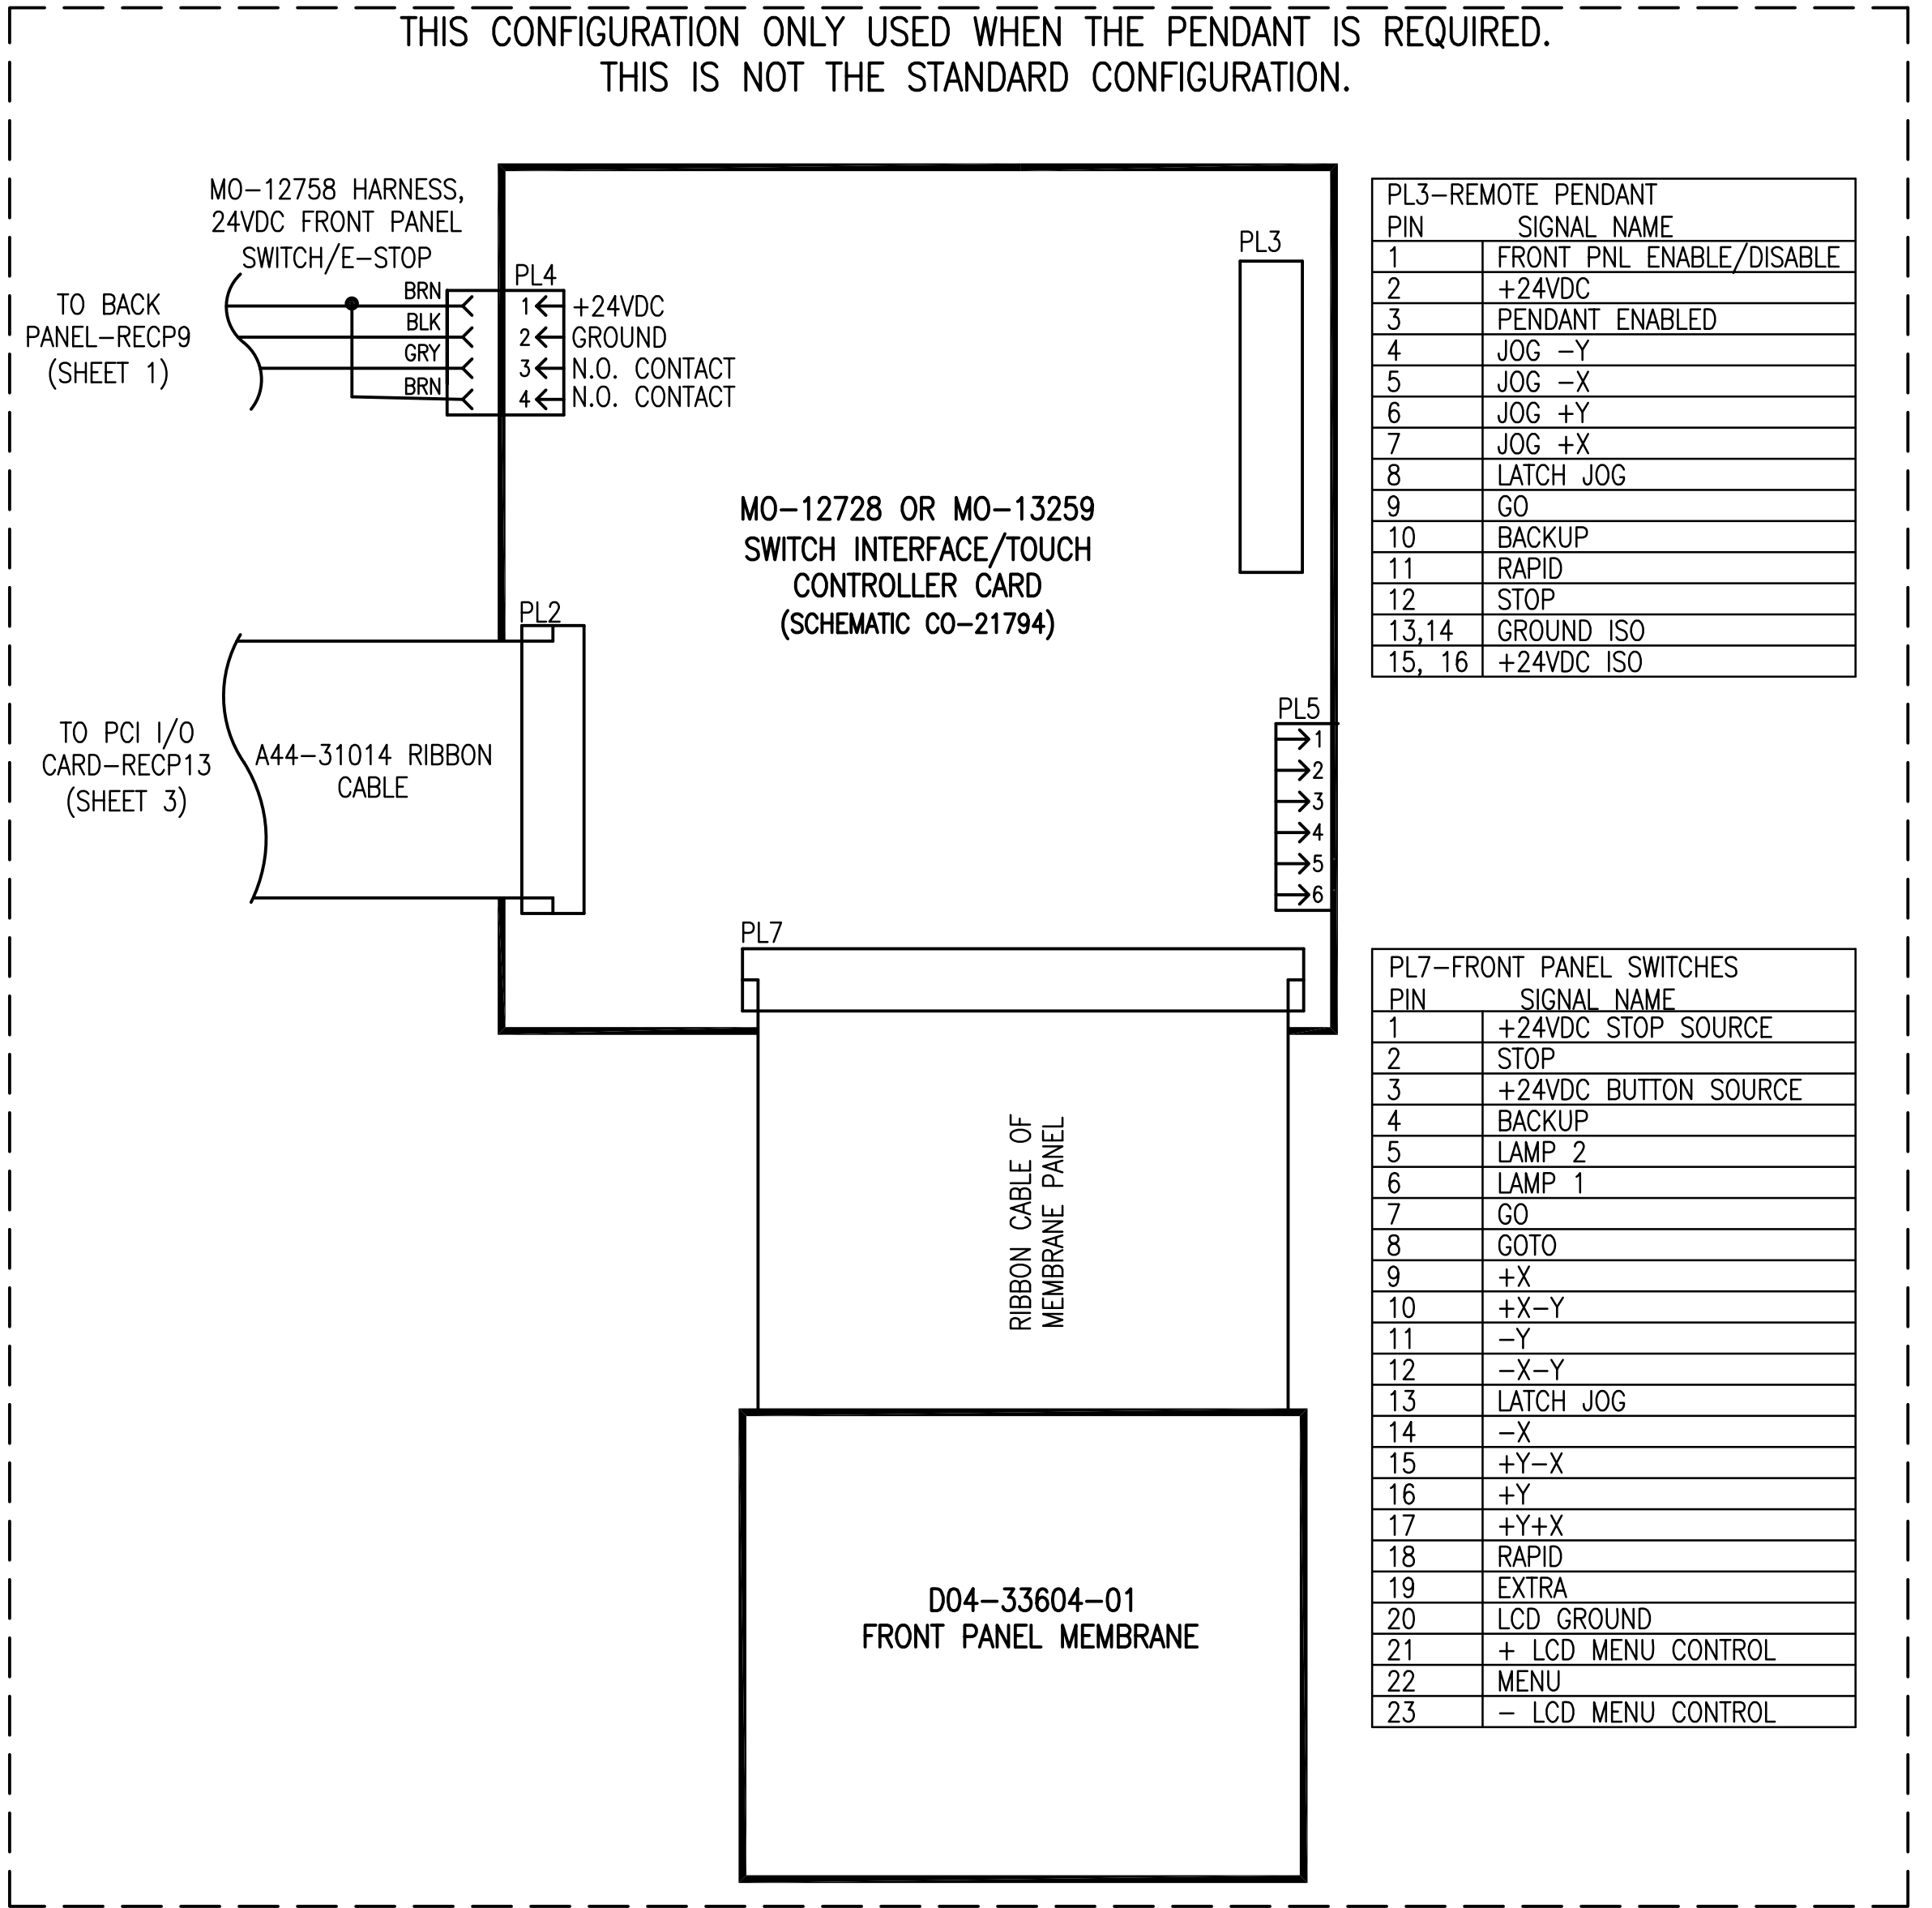 THIS CONFIGURATION ONLY USED WHEN THE PENDANT IS REQUIRED.
THIS IS NOT THE STANDARD CONFIGURATION.
MO-12758 HARNESS,
24VDC FRONT PANEL
SWITCH/E-STOP
TO BACK
PANEL-RECP9
(SHEET 1)
BRN
BLK
GRY
BRN
PL4
1 +24VDC
2 GROUND
3 N.O. CONTACT
4 N.O. CONTACT
PL3
MO-12728 OR MO-13259
SWITCH INTERFACE/TOUCH
CONTROLLER CARD
(SCHEMATIC CO-21794)
PL2
TO PCI I/O
CARD-RECP13
(SHEET 3)
A44-31014 RIBBON
CABLE
PL5
1
2
3
4
5
6
PL7
RIBBON CABLE OF
MEMBRANE PANEL
D04-33604-01
FRONT PANEL MEMBRANE
PL3-REMOTE PENDANT
PIN SIGNAL NAME
1 FRONT PNL ENABLE/DISABLE
2 +24VDC
3 PENDANT ENABLED
4 JOG -Y
5 JOG -X
6 JOG +Y
7 JOG +X
8 LATCH JOG
9 GO
10 BACKUP
11 RAPID
12 STOP
13,14 GROUND ISO
15, 16 +24VDC ISO
PL7-FRONT PANEL SWITCHES
PIN SIGNAL NAME
1 +24VDC STOP SOURCE
2 STOP
3 +24VDC BUTTON SOURCE
4 BACKUP
5 LAMP 2
6 LAMP 1
7 GO
8 GOTO
9 +X
10 +X-Y
11 -Y
12 -X-Y
13 LATCH JOG
14 -X
15 +Y-X
16 +Y
17 +Y+X
18 RAPID
19 EXTRA
20 LCD GROUND
21 + LCD MENU CONTROL
22 MENU
23 - LCD MENU CONTROL